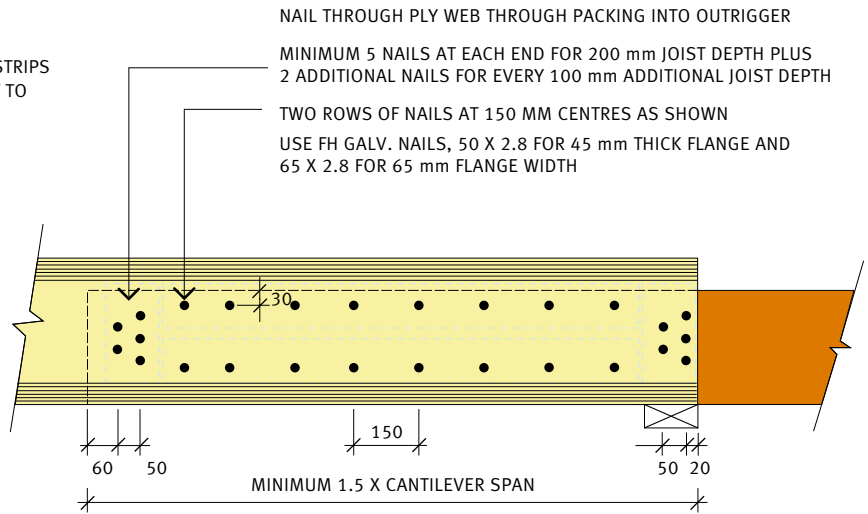 NAIL THROUGH PLY WEB THROUGH PACKING INTO OUTRIGGER
STRIPS
TO
MINIMUM 5 NAILS AT EACH END FOR 200 mm JOIST DEPTH PLUS
2 ADDITIONAL NAILS FOR EVERY 100 mm ADDITIONAL JOIST DEPTH
TWO ROWS OF NAILS AT 150 MM CENTRES AS SHOWN
USE FH GALV. NAILS, 50 X 2.8 FOR 45 mm THICK FLANGE AND
65 X 2.8 FOR 65 mm FLANGE WIDTH
30
150
60 50
50 20
MINIMUM 1.5 X CANTILEVER SPAN